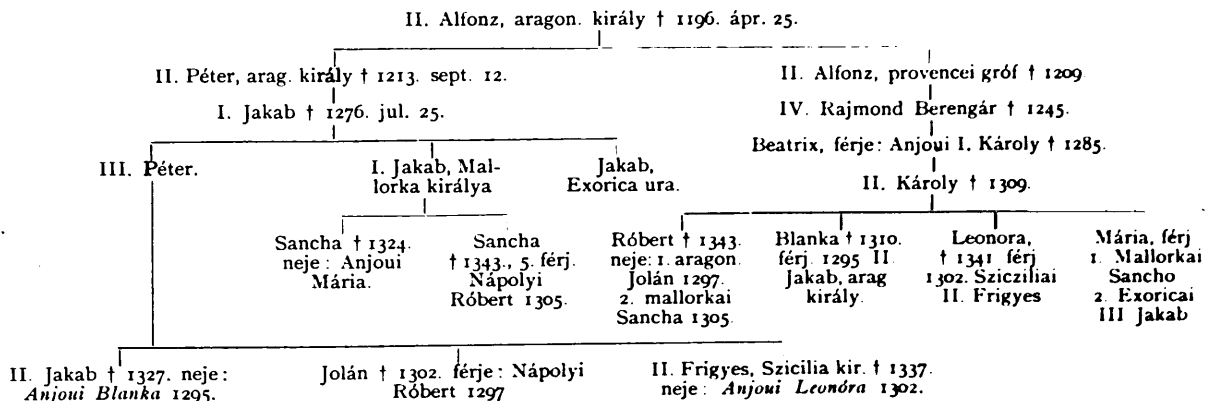 II. Alfonz, aragon. király † 1196. ápr. 25.
II. Péter, arag. király † 1213. sept. 12.
II. Alfonz, provencei gróf † 1209
I. Jakab † 1276. jul. 25.
IV. Rajmond Berengár † 1245.
Beatrix, férje: Anjoui I. Károly † 1285.
III. Péter.
I. Jakab, Mal-
lorka királya
Jakab,
Exorica ura.
II. Károly † 1309.
Sancha † 1324.
neje: Anjoui
Mária.
Sancha
† 1343., 5. férj.
Nápolyi
Róbert 1305.
Róbert † 1343.
neje: 1. aragon.
Jolán 1297.
2. mallorkai
Sancha 1305.
Blanka † 1310.
férj. 1295 II.
Jakab, arag
király.
Leonora,
† 1341 férj
1302. Szicziliai
II. Frigyes
Mária, férj
1. Mallorkai
Sancho
2. Exoricai
III Jakab
II. Jakab † 1327. neje:
Anjoui Blanka 1295.
Jolán † 1302. férje: Nápolyi
Róbert 1297
II. Frigyes, Szicilia kir. † 1337.
neje: Anjoui Leonóra 1302.